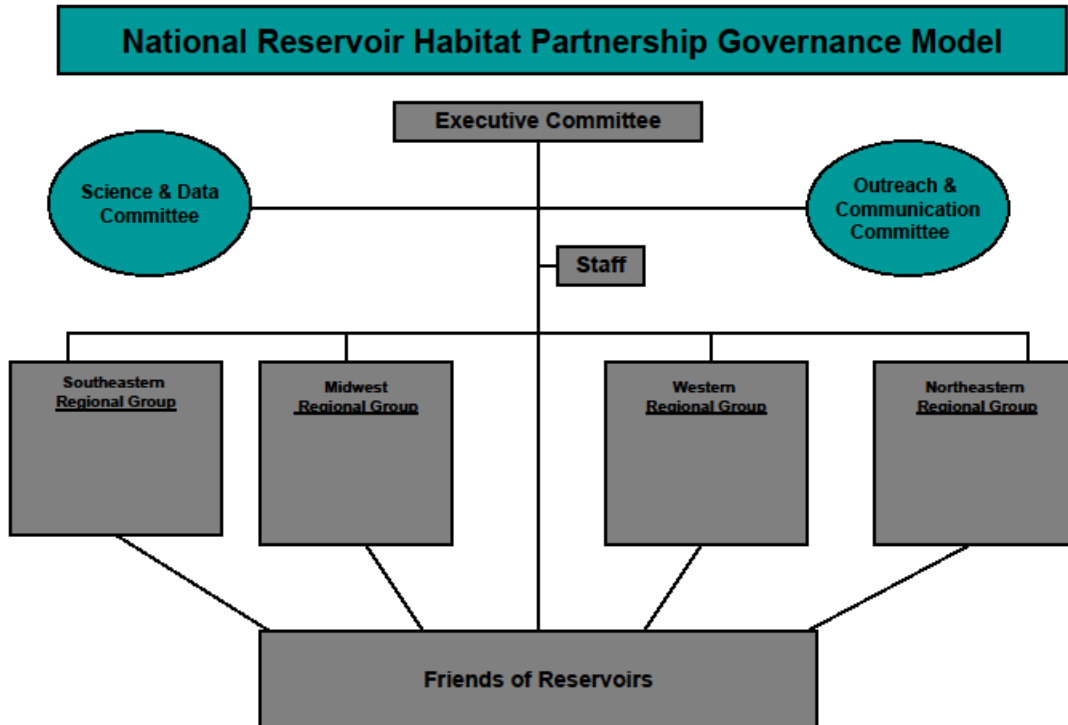 National Reservoir Habitat Partnership Governance Model
Executive Committee
Science & Data
Committee
Outreach &
Communication
Committee
Staff
Southeastern
Regional Group
Midwest
Regional Group
Western
Regional Group
Northeastern
Regional Group
Friends of Reservoirs